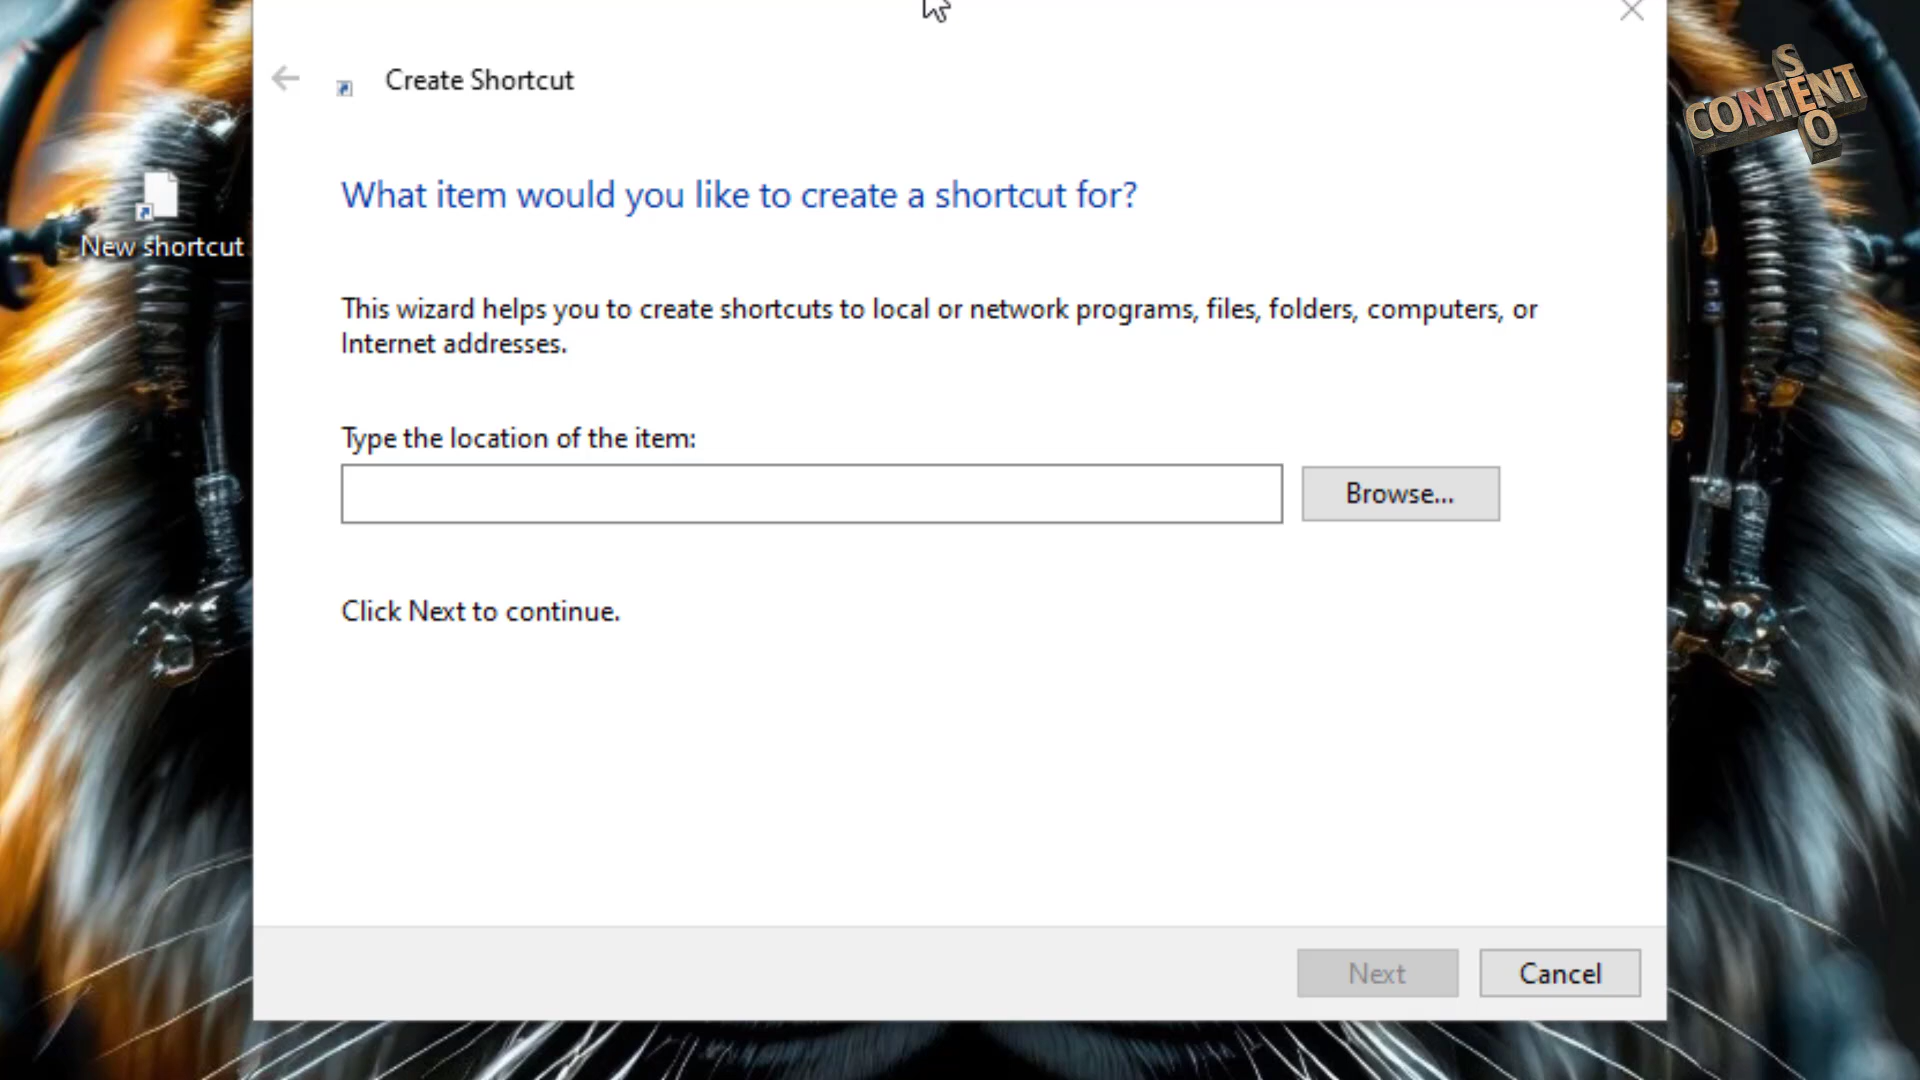 Create Shortcut
SEO
CONTENT
What item would you like to create a shortcut for?
New shortcut
This wizard helps you to create shortcuts to local or network programs, files, folders, computers, or
Internet addresses.
Type the location of the item:
Browse...
Click Next to continue.
Next
Cancel